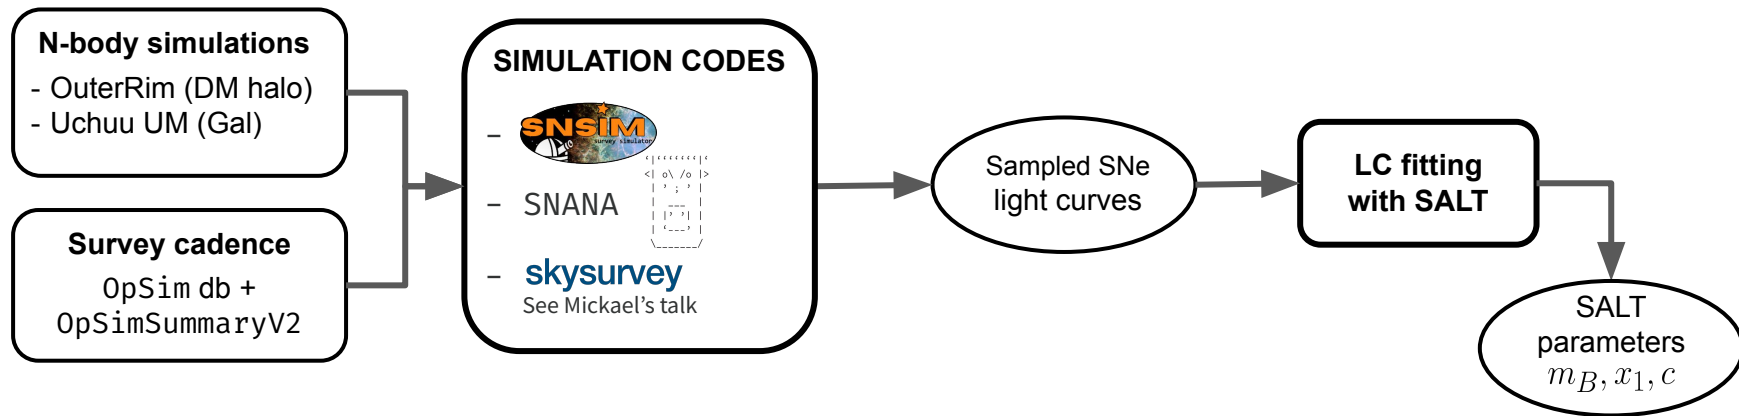 N-body simulations
- OuterRim (DM halo)
- Uchuu UM (Gal)
Survey cadence
OpSim db +
OpSimSummaryV2
SIMULATION CODES
- SNSIM
survey simulator
- SNANA
- skysurvey
See Mickael's talk
Sampled SNe
light curves
LC fitting
with SALT
SALT
parameters
m_B, x_1, c